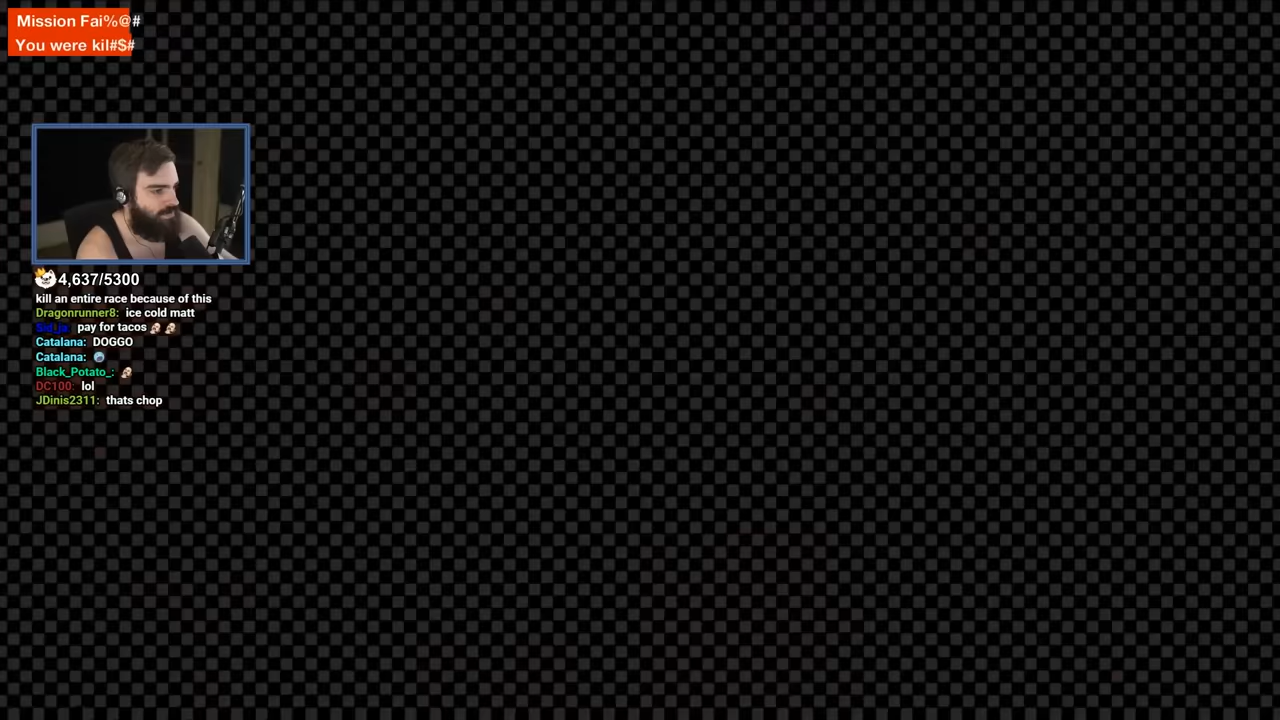 Mission Fai%@#
You were kil#$#
4,637/5300
kill an entire race because of this
Dragonrunner8: ice cold matt
pay for tacos
Catalana: DOGGO
Catalana:
Black_Potato_:
DC100: lol
JDinis2311: thats chop